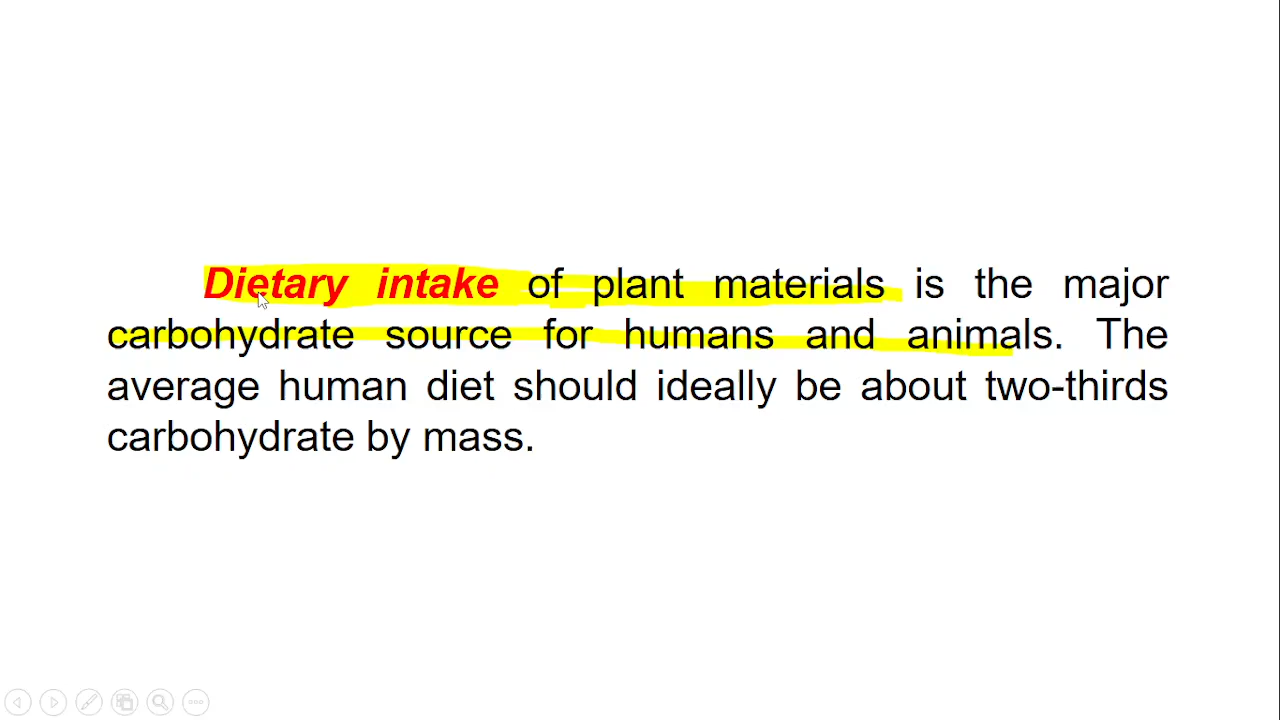 Dietary intake of plant materials is the major
carbohydrate source for humans and animals. The
average human diet should ideally be about two-thirds
carbohydrate by mass.